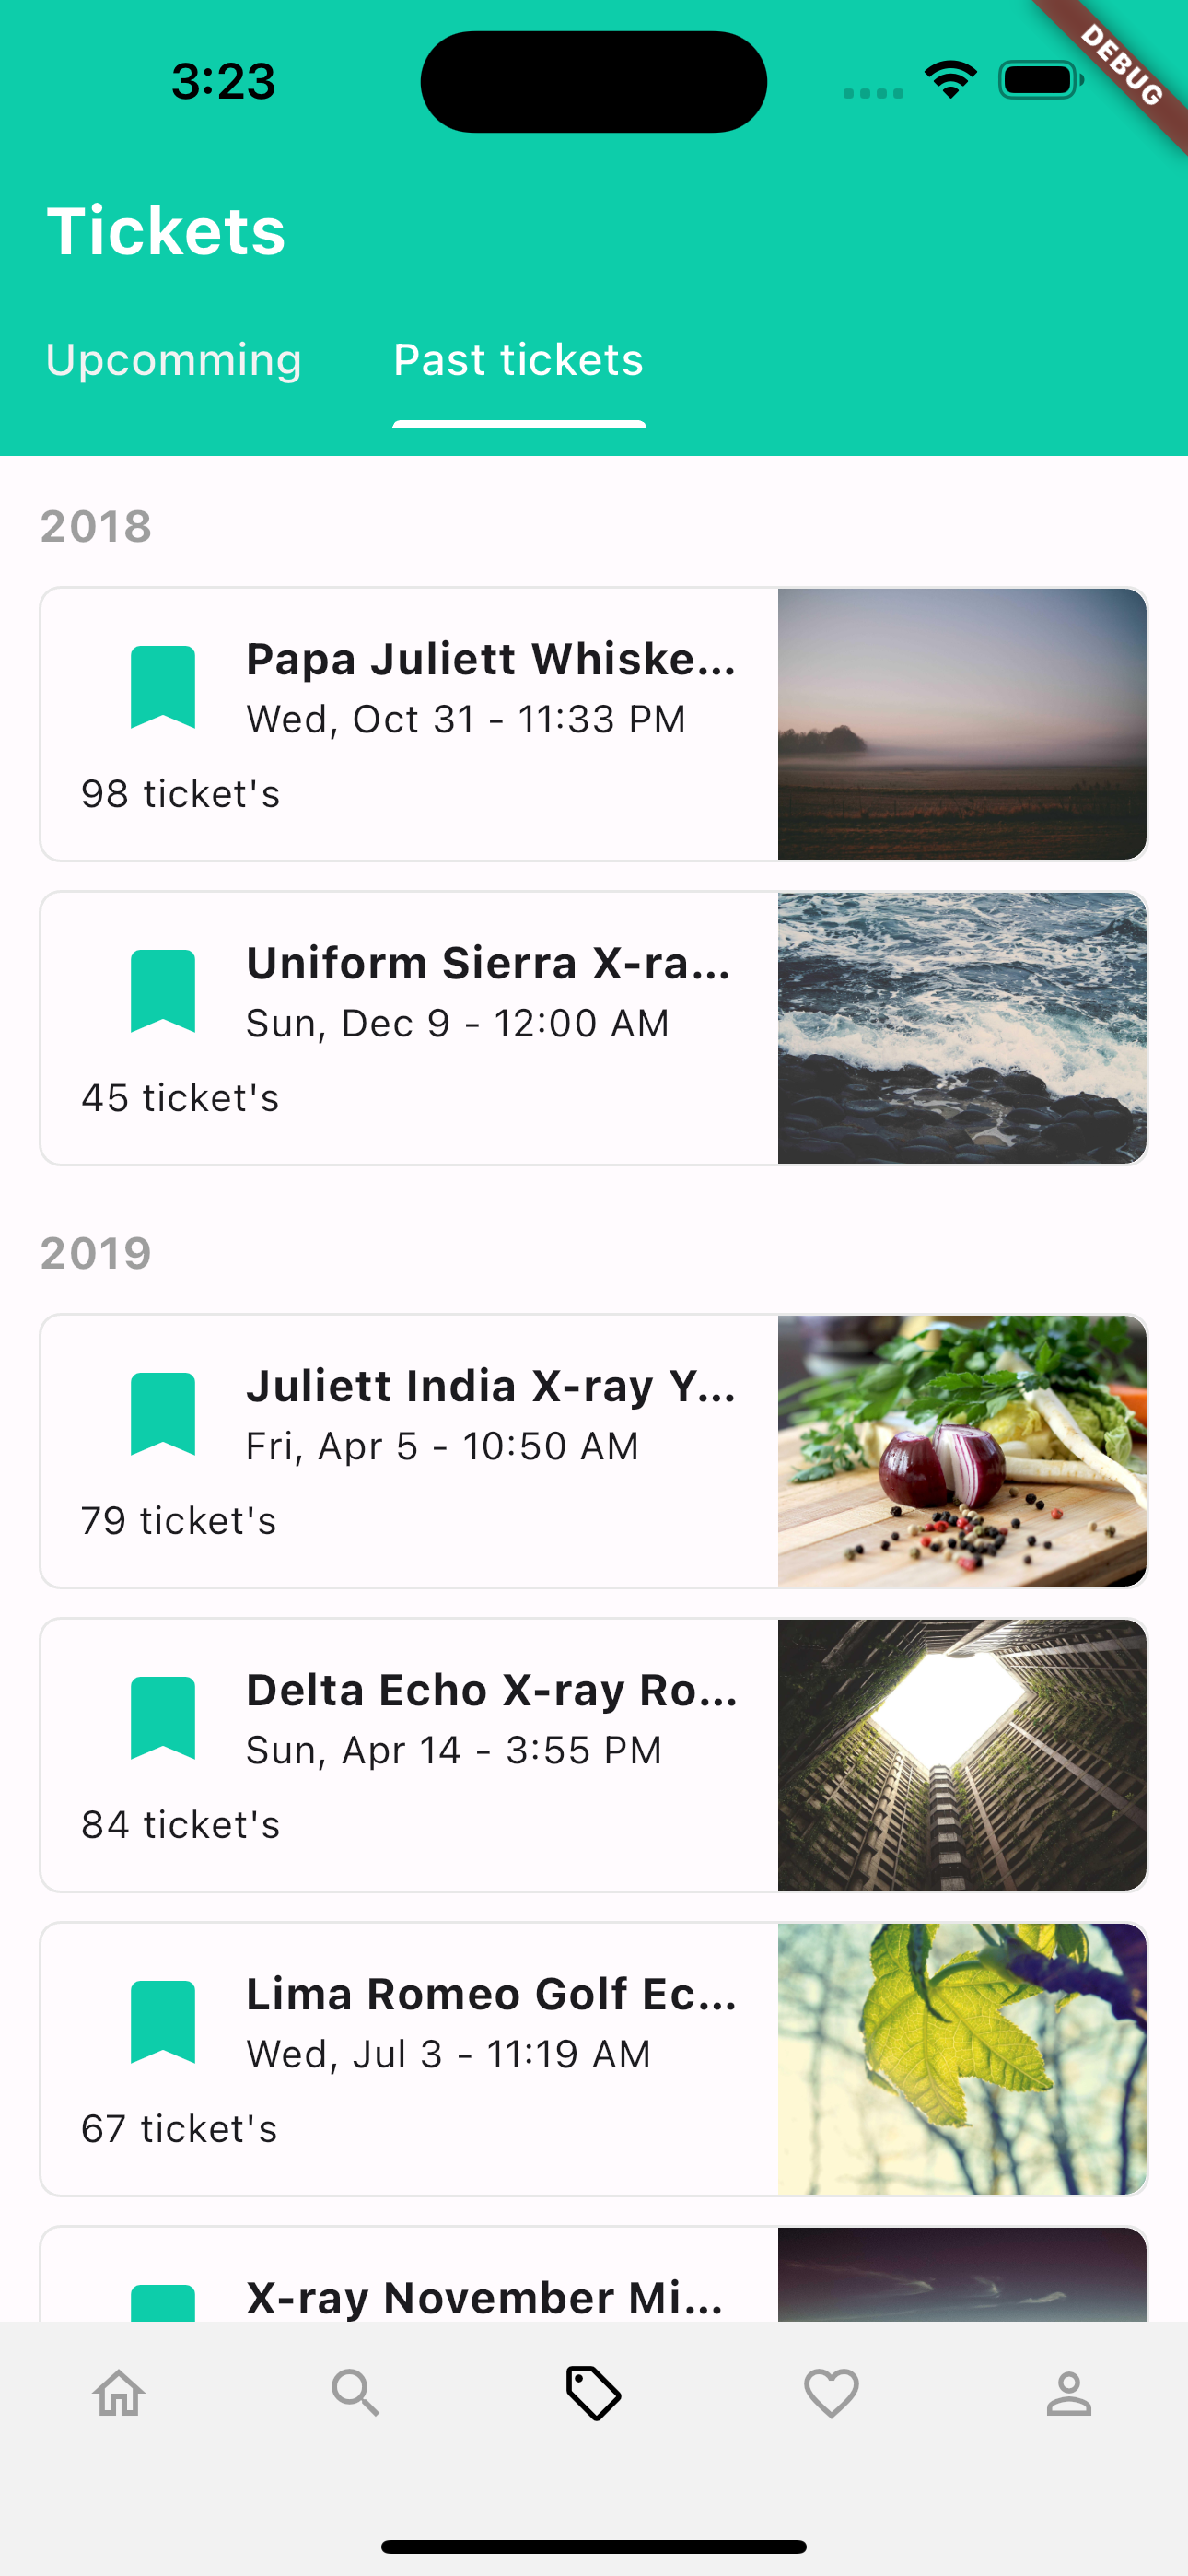 3:23
DEBUG
Tickets
Upcomming
Past tickets
2018
Papa Juliett Whiske...
Wed, Oct 31 - 11:33 PM
98 ticket's
Uniform Sierra X-ra...
Sun, Dec 9 - 12:00 AM
45 ticket's
2019
Juliett India X-ray Y...
Fri, Apr 5 - 10:50 AM
79 ticket's
Delta Echo X-ray Ro...
Sun, Apr 14 - 3:55 PM
84 ticket's
Lima Romeo Golf Ec...
Wed, Jul 3 - 11:19 AM
67 ticket's
X-ray November Mi...